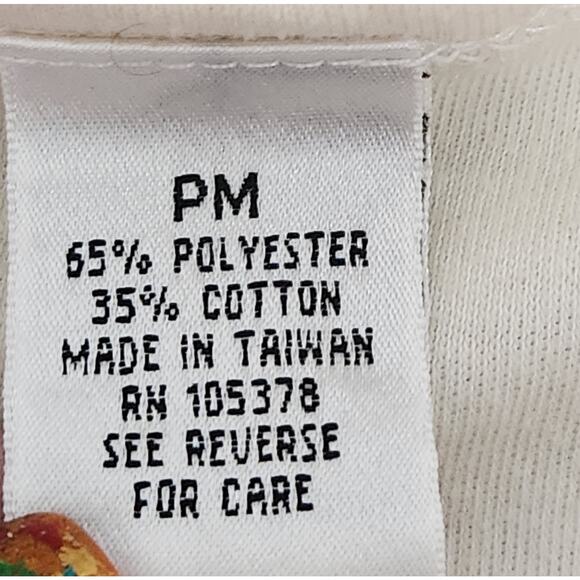 PM
65% POLYESTER
35% COTTON
MADE IN TAIWAN
RN 105378
SEE REVERSE
FOR CARE